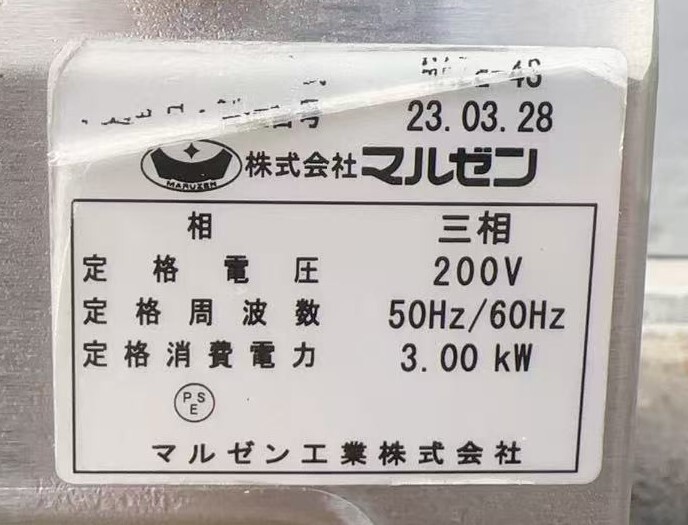 -4S
23.03.28
MARUZEN 株式会社マルゼン
相 三相
定格電圧 200V
定格周波数 50Hz/60Hz
定格消費電力 3.00 kW
PS
E
マルゼン工業株式会社